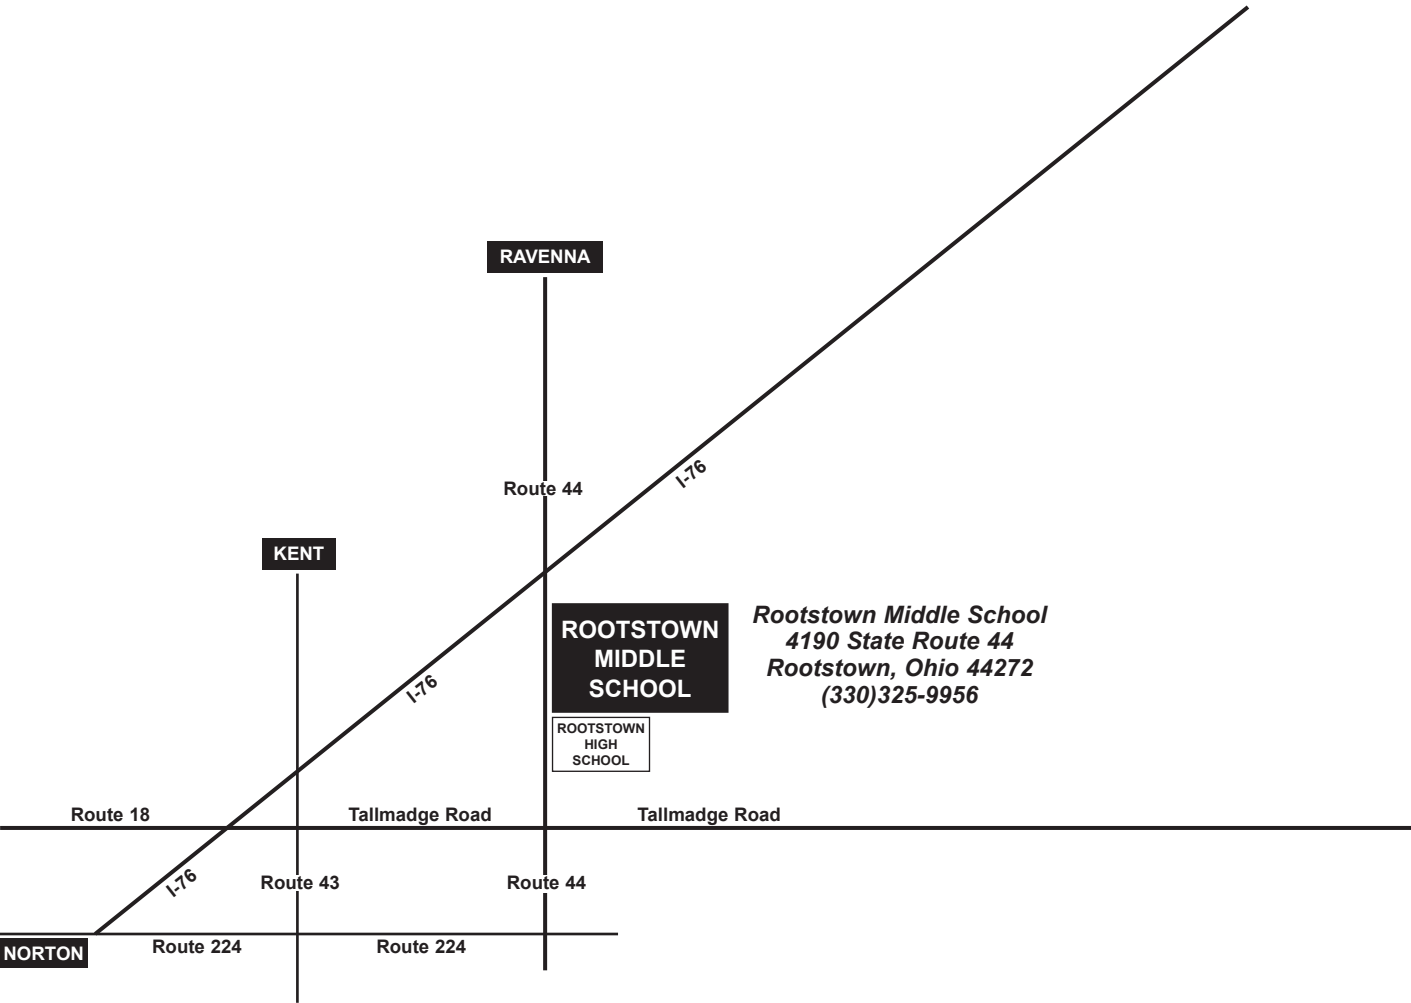 RAVENNA
Route 44
I-76
KENT
ROOTSTOWN
MIDDLE
SCHOOL
Rootstown Middle School
4190 State Route 44
Rootstown, Ohio 44272
(330)325-9956
I-76
ROOTSTOWN
HIGH
SCHOOL
Route 18
Tallmadge Road
Tallmadge Road
I-76
Route 43
Route 44
NORTON
Route 224
Route 224